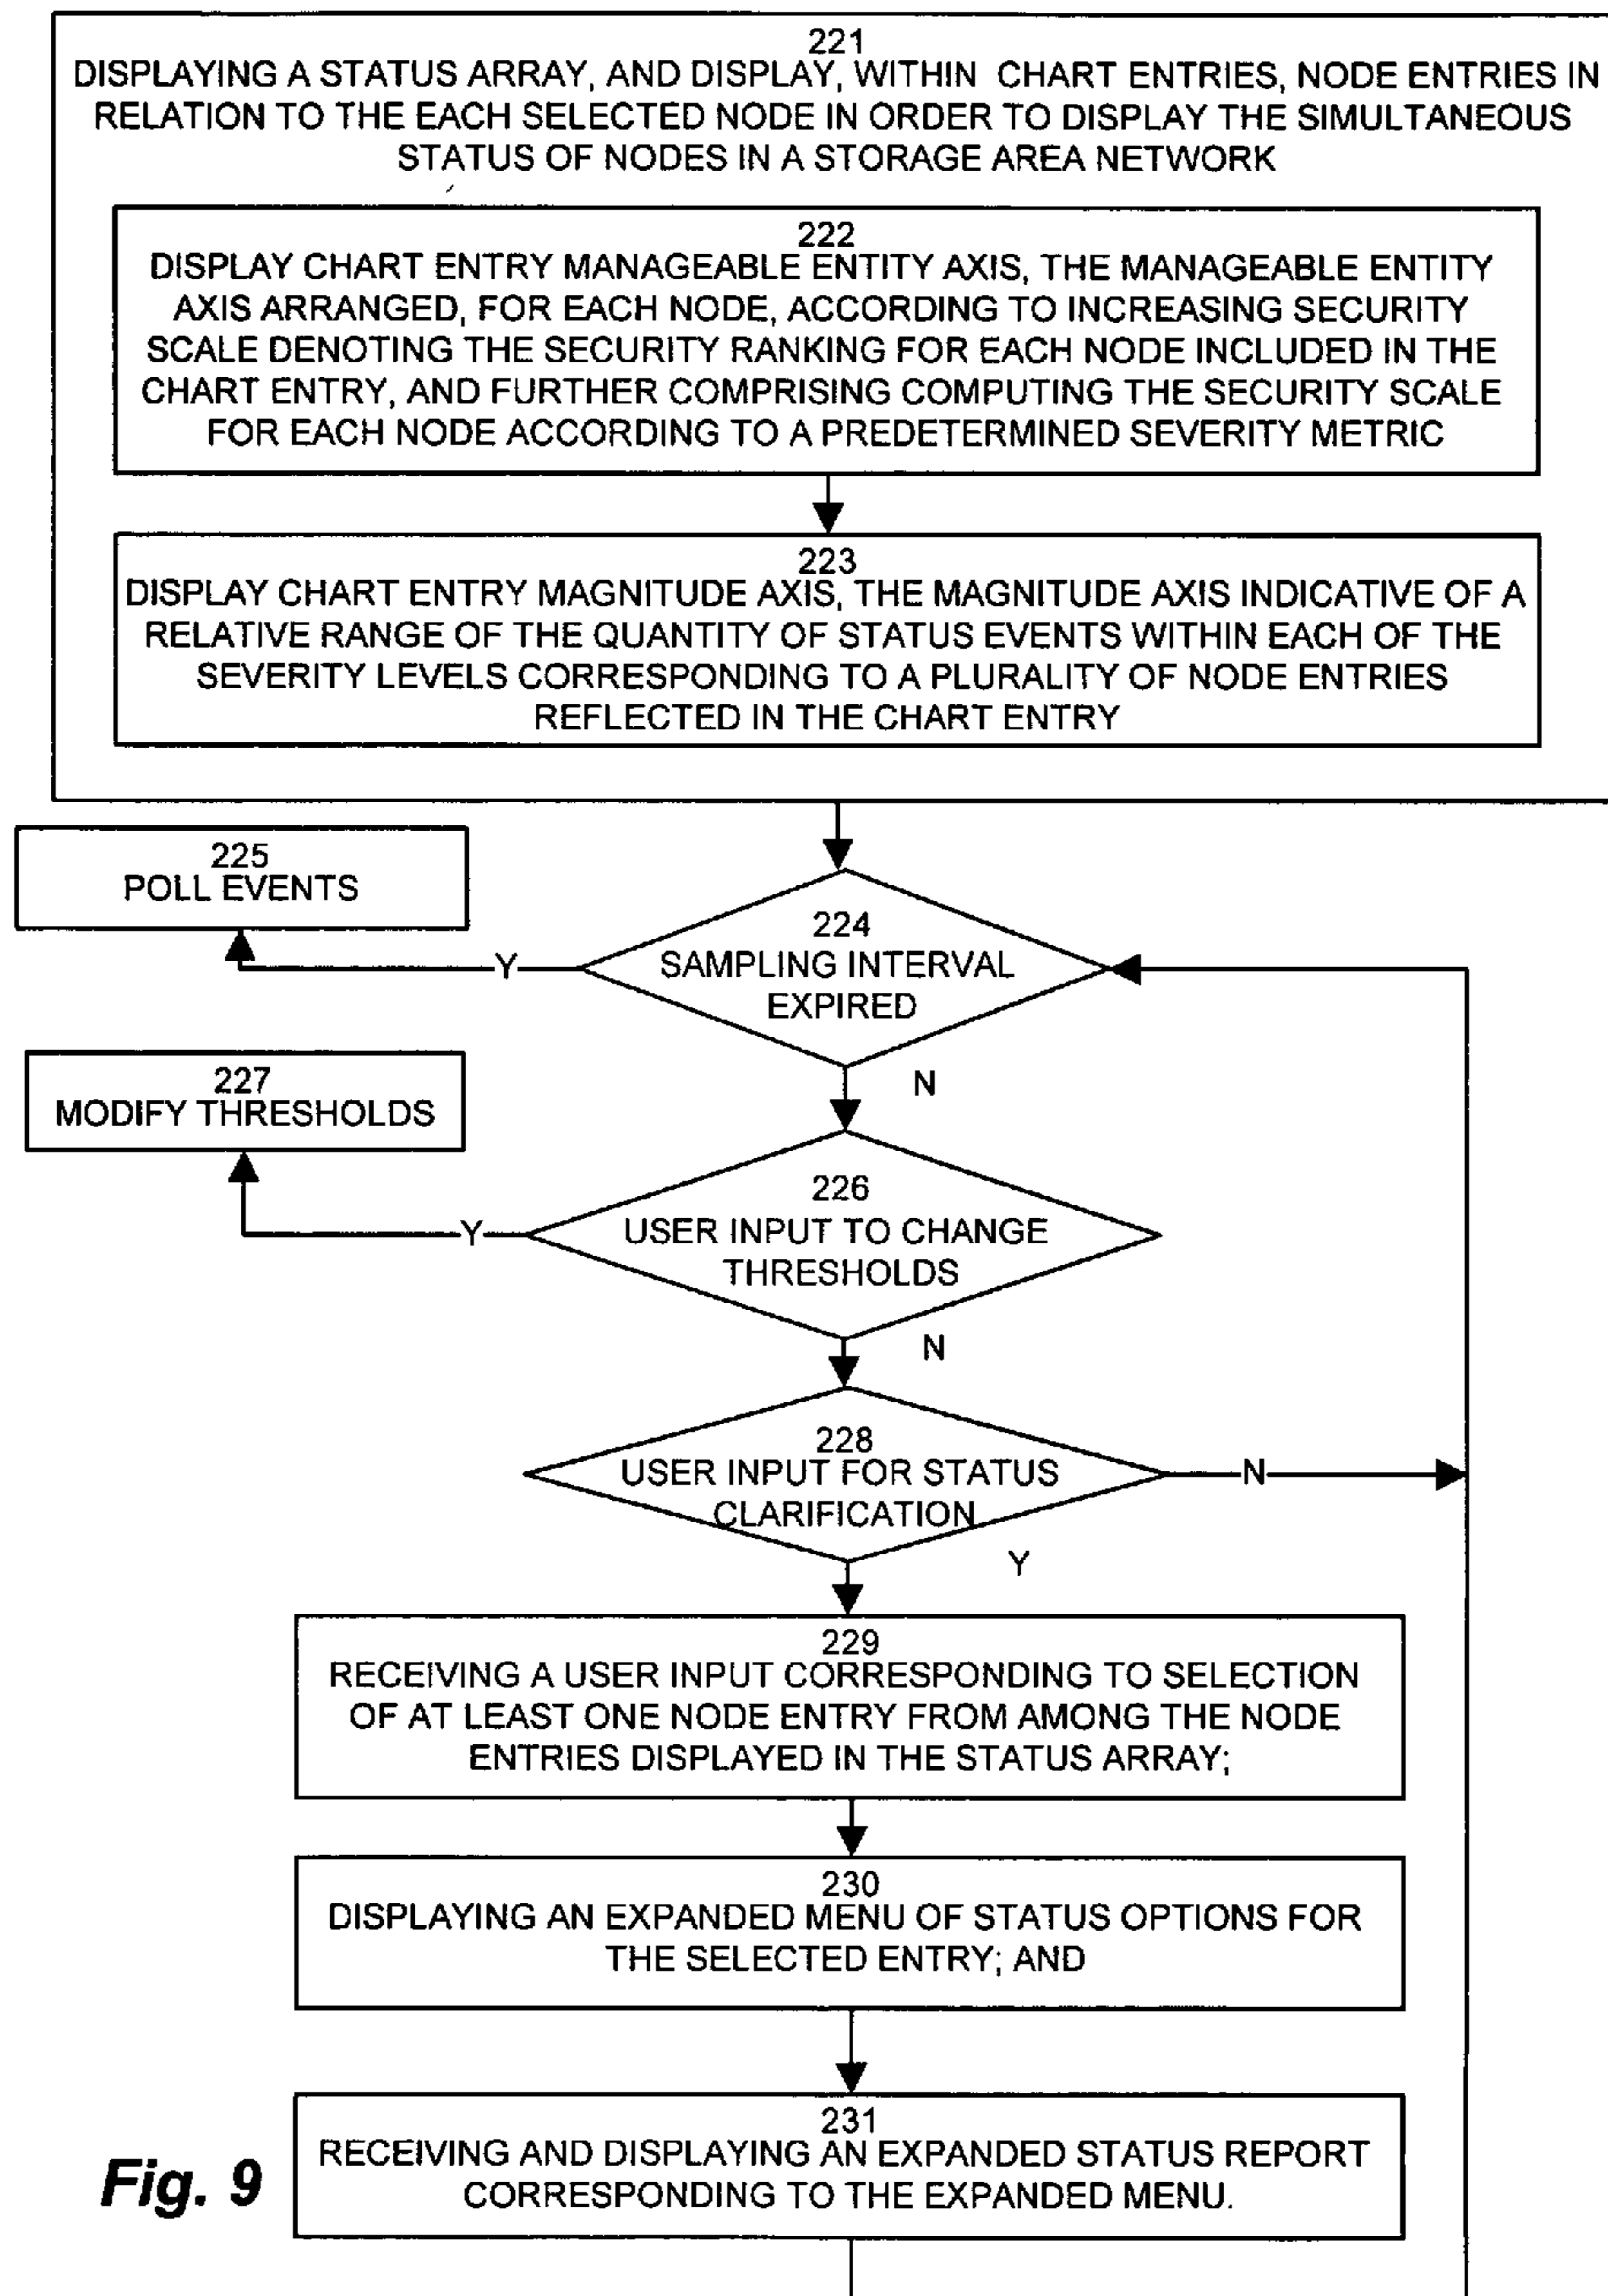 221
DISPLAYING A STATUS ARRAY, AND DISPLAY, WITHIN CHART ENTRIES, NODE ENTRIES IN
RELATION TO THE EACH SELECTED NODE IN ORDER TO DISPLAY THE SIMULTANEOUS
STATUS OF NODES IN A STORAGE AREA NETWORK
222
DISPLAY CHART ENTRY MANAGEABLE ENTITY AXIS, THE MANAGEABLE ENTITY
AXIS ARRANGED, FOR EACH NODE, ACCORDING TO INCREASING SECURITY
SCALE DENOTING THE SECURITY RANKING FOR EACH NODE INCLUDED IN THE
CHART ENTRY, AND FURTHER COMPRISING COMPUTING THE SECURITY SCALE
FOR EACH NODE ACCORDING TO A PREDETERMINED SEVERITY METRIC
223
DISPLAY CHART ENTRY MAGNITUDE AXIS, THE MAGNITUDE AXIS INDICATIVE OF A
RELATIVE RANGE OF THE QUANTITY OF STATUS EVENTS WITHIN EACH OF THE
SEVERITY LEVELS CORRESPONDING TO A PLURALITY OF NODE ENTRIES
REFLECTED IN THE CHART ENTRY
225
POLL EVENTS
224
SAMPLING INTERVAL
EXPIRED
Y
N
227
MODIFY THRESHOLDS
226
USER INPUT TO CHANGE
THRESHOLDS
Y
N
228
USER INPUT FOR STATUS
CLARIFICATION
N
Y
229
RECEIVING A USER INPUT CORRESPONDING TO SELECTION
OF AT LEAST ONE NODE ENTRY FROM AMONG THE NODE
ENTRIES DISPLAYED IN THE STATUS ARRAY;
230
DISPLAYING AN EXPANDED MENU OF STATUS OPTIONS FOR
THE SELECTED ENTRY; AND
231
RECEIVING AND DISPLAYING AN EXPANDED STATUS REPORT
CORRESPONDING TO THE EXPANDED MENU.
Fig. 9